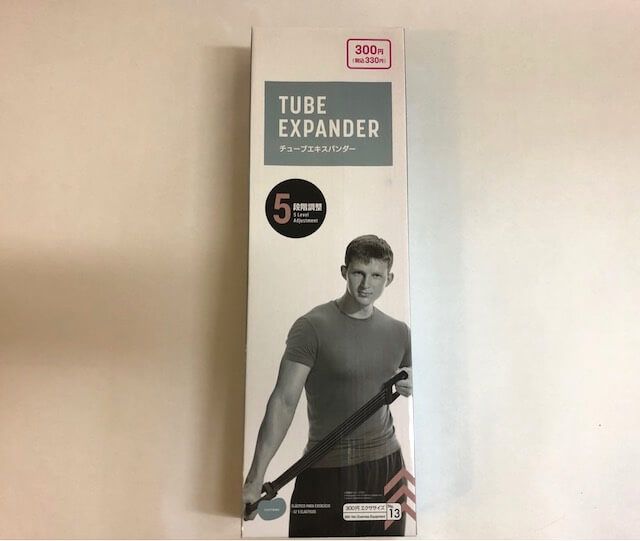 300円
(税込330円)
TUBE
EXPANDER
チューブエキスパンダー
5段階調整
5 Level
Adjustment
300円 エクササイズ
No.
13